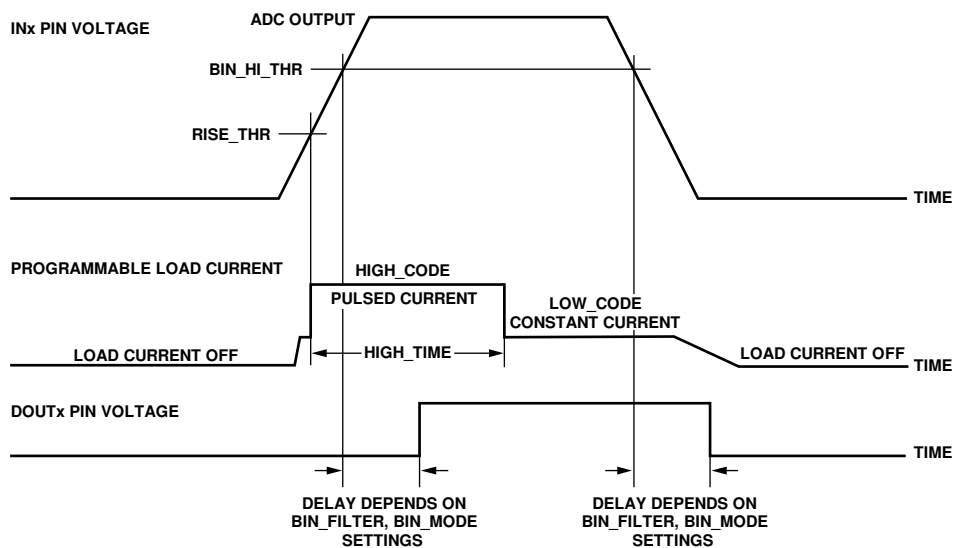 INx PIN VOLTAGE
ADC OUTPUT
BIN_HI_THR
RISE_THR
TIME
PROGRAMMABLE LOAD CURRENT
HIGH_CODE
PULSED CURRENT
LOW_CODE
CONSTANT CURRENT
LOAD CURRENT OFF
HIGH_TIME
LOAD CURRENT OFF
TIME
DOUTx PIN VOLTAGE
TIME
DELAY DEPENDS ON
BIN_FILTER, BIN_MODE
SETTINGS
DELAY DEPENDS ON
BIN_FILTER, BIN_MODE
SETTINGS